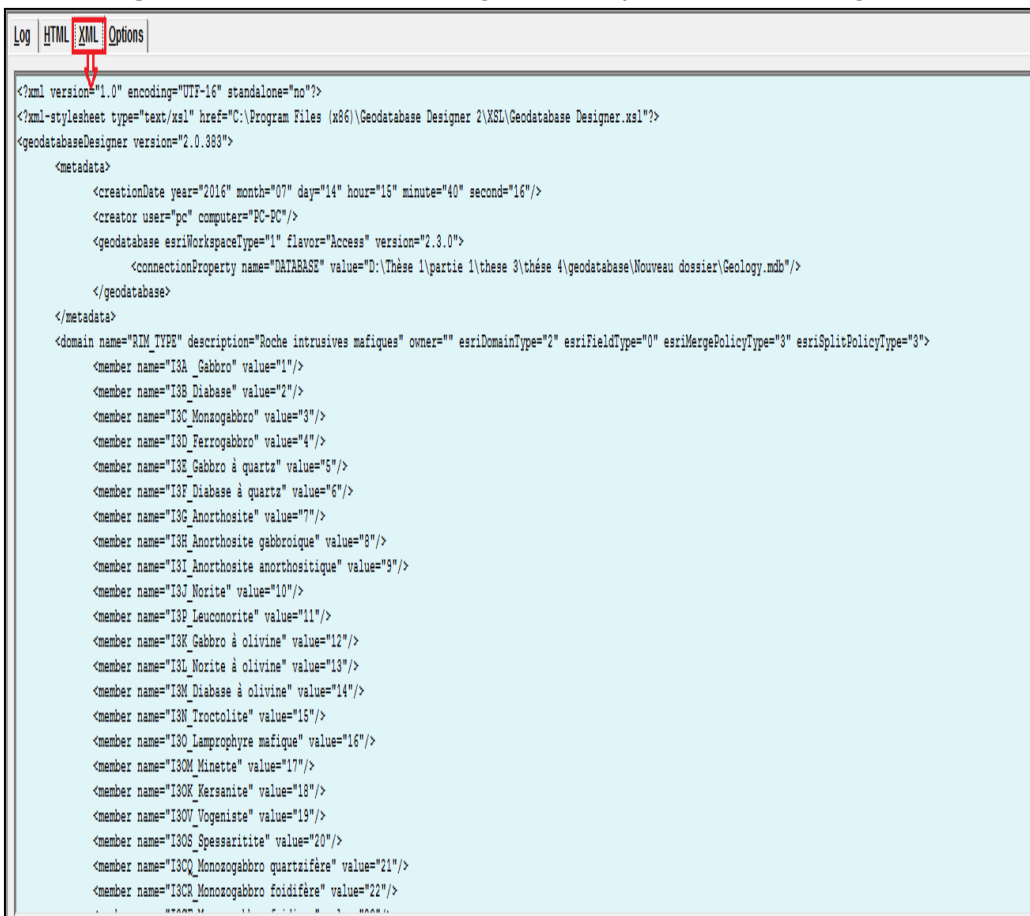 Log HTML XML Options
<?xml version="1.0" encoding="UTF-16" standalone="no"?>
<?xml-stylesheet type="text/xsl" href="C:\Program Files (x86)\Geodatabase Designer 2\XSL\Geodatabase Designer.xsl"?>
<geodatabaseDesigner version="2.0.383">
<metadata>
<creationDate year="2016" month="07" day="14" hour="15" minute="40" second="16"/>
<creator user="pc" computer="PC-PC"/>
<geodatabase esriWorkspaceType="1" flavor="Access" version="2.3.0">
<connectionProperty name="DATABASE" value="D:\Thèse 1\partie 1\these 3\thése 4\geodatabase\Nouveau dossier\Geology.mdb"/>
</geodatabase>
</metadata>
<domain name="RIM_TYPE" description="Roche intrusives mafiques" owner="" esriDomainType="2" esriFieldType="0" esriMergePolicyType="3" esriSplitPolicyType="3">
<member name="I3A _Gabbro" value="1"/>
<member name="I3B_Diabase" value="2"/>
<member name="I3C_Monzogabbro" value="3"/>
<member name="I3D_Ferrogabbro" value="4"/>
<member name="I3E_Gabbro à quartz" value="5"/>
<member name="I3F_Diabase à quartz" value="6"/>
<member name="I3G_Anorthosite" value="7"/>
<member name="I3H_Anorthosite gabbroique" value="8"/>
<member name="I3I_Anorthosite anorthositique" value="9"/>
<member name="I3J_Norite" value="10"/>
<member name="I3P_Leuconorite" value="11"/>
<member name="I3K_Gabbro à olivine" value="12"/>
<member name="I3L_Norite à olivine" value="13"/>
<member name="I3M_Diabase à olivine" value="14"/>
<member name="I3N_Troctolite" value="15"/>
<member name="I3O_Lamprophyre mafique" value="16"/>
<member name="I3OM_Minette" value="17"/>
<member name="I3OK_Kersanite" value="18"/>
<member name="I3OV_Vogeniste" value="19"/>
<member name="I3OS_Spessaritite" value="20"/>
<member name="I3CQ_Monozogabbro quartzifère" value="21"/>
<member name="I3CR_Monozogabbro foidifère" value="22"/>